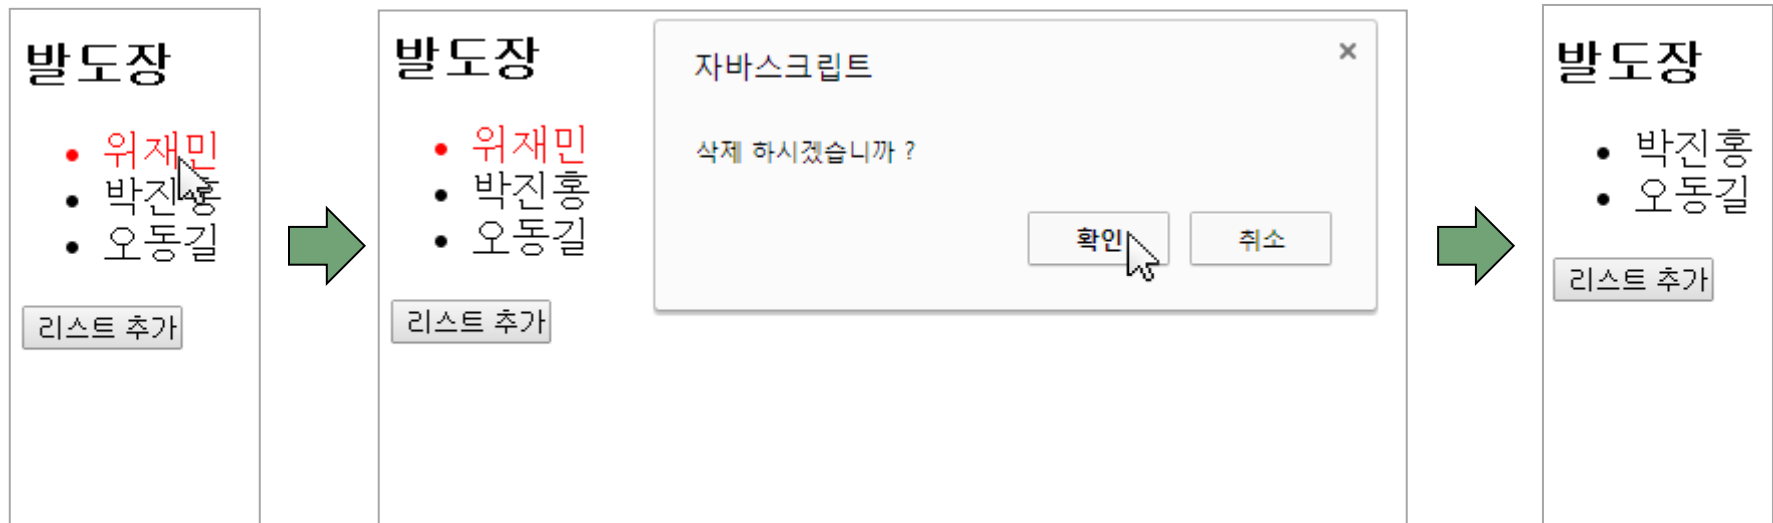 발도장
위재민
박진홍
오동길
리스트 추가
발도장
위재민
박진홍
오동길
리스트 추가
자바스크립트
삭제 하시겠습니까 ?
확인
취소
발도장
박진홍
오동길
리스트 추가